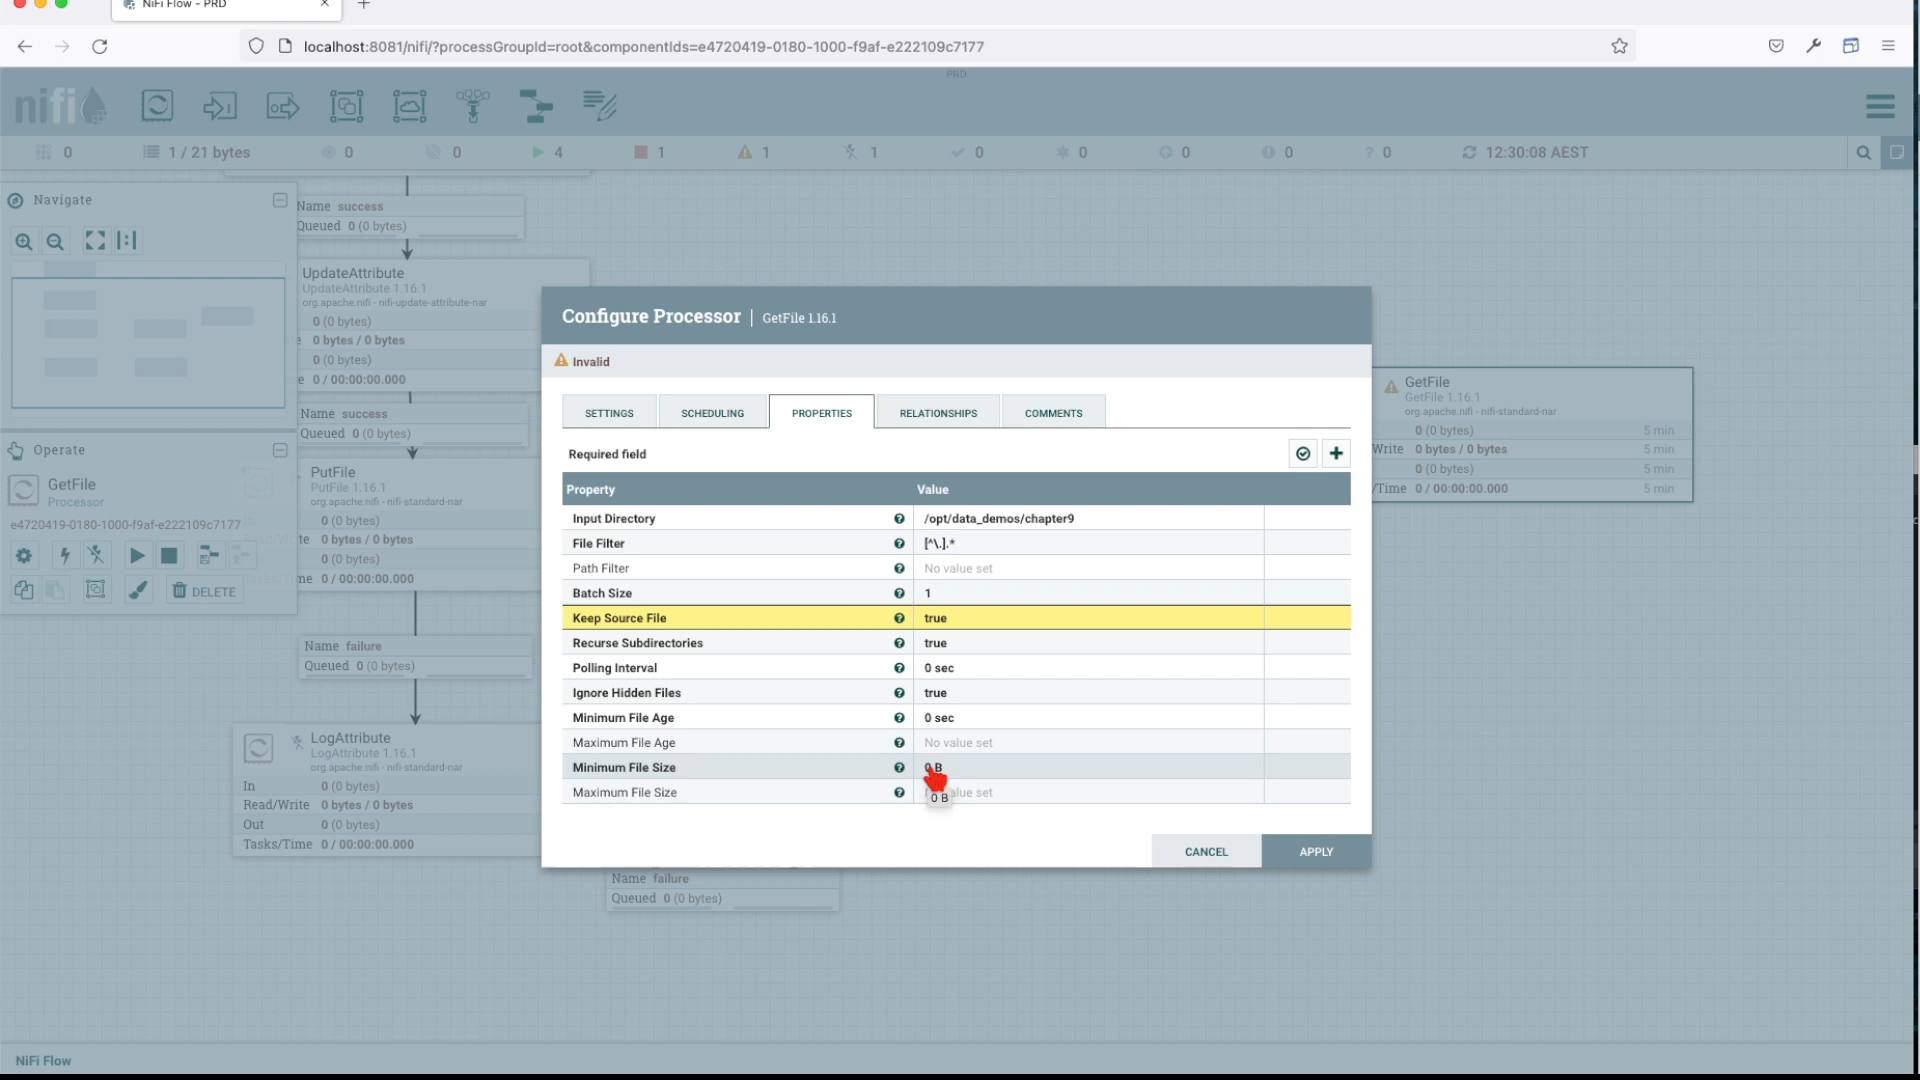 NiFi Flow - PRD
localhost:8081/nifi/?processGroupId=root&componentIds=e4720419-0180-1000-f9af-e222109c7177
PRD
nifi
0
1 / 21 bytes
0
0
4
1
1
1
0
0
0
0
0
12:30:08 AEST
Navigate
Name success
Queued 0 (0 bytes)
UpdateAttribute
UpdateAttribute 1.16.1
org.apache.nifi - nifi-update-attribute-nar
0 (0 bytes)
0 bytes / 0 bytes
0 (0 bytes)
0 / 00:00:00.000
Name success
Queued 0 (0 bytes)
Operate
GetFile
Processor
e4720419-0180-1000-f9af-e222109c7177
DELETE
PutFile
PutFile 1.16.1
org.apache.nifi - nifi-standard-nar
0 (0 bytes)
0 bytes / 0 bytes
0 (0 bytes)
0 / 00:00:00.000
Name failure
Queued 0 (0 bytes)
LogAttribute
LogAttribute 1.16.1
org.apache.nifi - nifi-standard-nar
In 0 (0 bytes)
Read/Write 0 bytes / 0 bytes
Out 0 (0 bytes)
Tasks/Time 0 / 00:00:00.000
Configure Processor | GetFile 1.16.1
Invalid
SETTINGS
SCHEDULING
PROPERTIES
RELATIONSHIPS
COMMENTS
Required field
Property Value
Input Directory /opt/data_demos/chapter9
File Filter [^\.].*
Path Filter No value set
Batch Size 1
Keep Source File true
Recurse Subdirectories true
Polling Interval 0 sec
Ignore Hidden Files true
Minimum File Age 0 sec
Maximum File Age No value set
Minimum File Size 0 B
Maximum File Size value set
0 B
CANCEL
APPLY
GetFile
GetFile 1.16.1
org.apache.nifi - nifi-standard-nar
0 (0 bytes) 5 min
Write 0 bytes / 0 bytes 5 min
0 (0 bytes) 5 min
/Time 0 / 00:00:00.000 5 min
Name failure
Queued 0 (0 bytes)
NiFi Flow